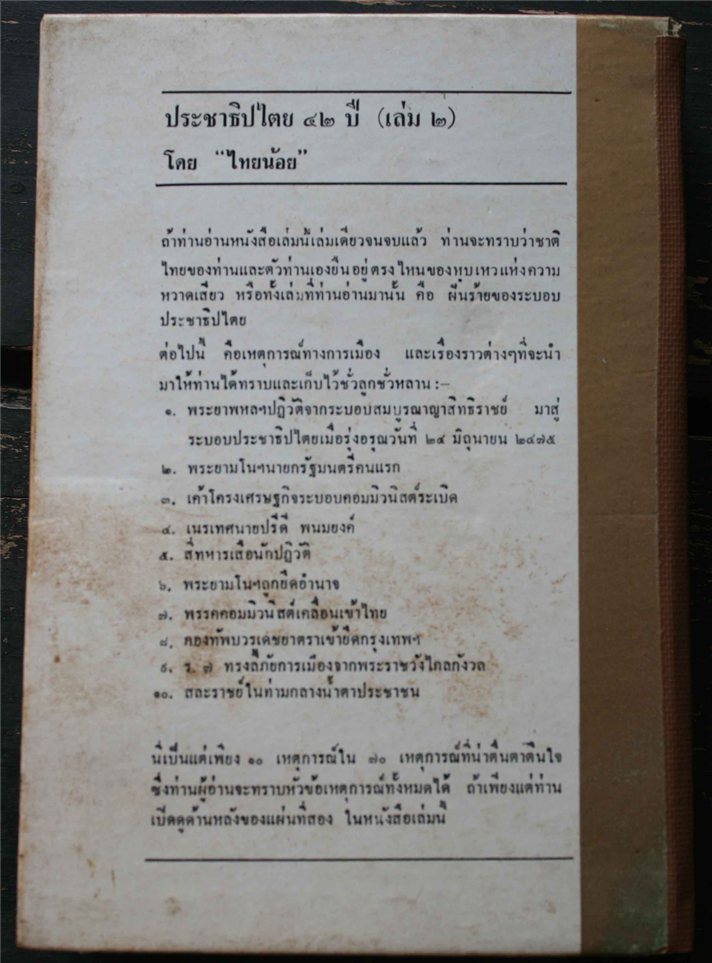 ประชาธิปไตย ๔๒ ปี (เล่ม ๒)
โดย “ไทยน้อย”
ถ้าท่านอ่านหนังสือเล่มนี้เล่มเดียวจนจบแล้ว ท่านจะทราบว่าชาติ
ไทยของท่านและตัวท่านเองยืนอยู่ตรงไหนของหุบเหวแห่งความ
หวาดเสียว หรือทั้งเล่มที่ท่านอ่านมานั้น คือ ฝันร้ายของระบอบ
ประชาธิปไตย
ต่อไปนี้ คือเหตุการณ์ทางการเมือง และเรื่องราวต่างๆที่จะนำ
มาให้ท่านได้ทราบและเก็บไว้ชั่วลูกชั่วหลาน :–
๑. พระยาพหลฯปฏิวัติจากระบอบสมบูรณาญาสิทธิราชย์ มาสู่
ระบอบประชาธิปไตยเมื่อรุ่งอรุณวันที่ ๒๔ มิถุนายน ๒๔๗๕
๒. พระยามโนฯนายกรัฐมนตรีคนแรก
๓. เค้าโครงเศรษฐกิจระบอบคอมมิวนิสต์ระเบิด
๔. เนรเทศนายปรีดี พนมยงค์
๕. สี่ทหารเสือนักปฏิวัติ
๖. พระยามโนฯถูกยึดอำนาจ
๗. พรรคคอมมิวนิสต์เคลื่อนเข้าไทย
๘. กองทัพบวรเดชยาตราเข้ายึดกรุงเทพฯ
๙. ร. ๗ ทรงลี้ภัยการเมืองจากพระราชวังไกลกังวล
๑๐. สละราชย์ในท่ามกลางน้ำตาประชาชน
นี่เป็นแต่เพียง ๑๐ เหตุการณ์ใน ๗๐ เหตุการณ์ที่น่าตื่นตาตื่นใจ
ซึ่งท่านผู้อ่านจะทราบหัวข้อเหตุการณ์ทั้งหมดได้ ถ้าเพียงแต่ท่าน
เปิดดูด้านหลังของแผ่นที่สอง ในหนังสือเล่มนี้